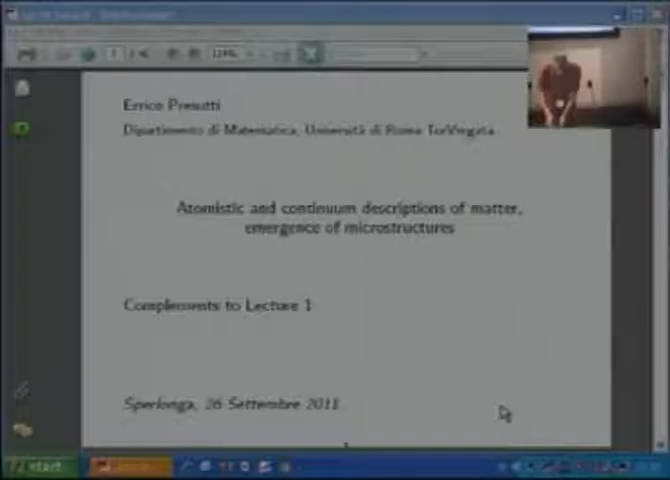 Errico Presutti
Dipartimento di Matematica, Università di Roma TorVergata
Atomistic and continuum descriptions of matter,
emergence of microstructures
Complements to Lecture 1
Sperlonga, 26 Settembre 2011
start